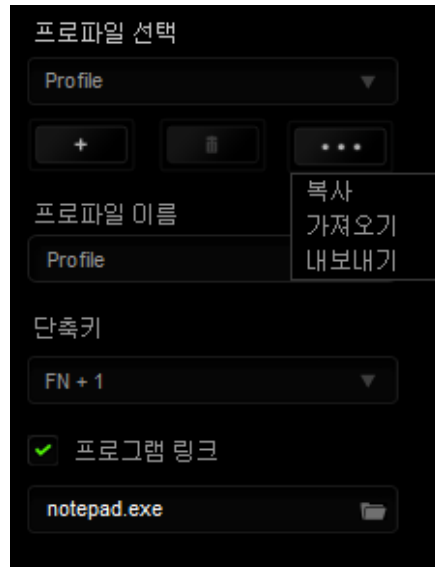 프로파일 선택
Profile
+
•••
복사
가져오기
내보내기
프로파일 이름
Profile
단축키
FN + 1
프로그램 링크
notepad.exe